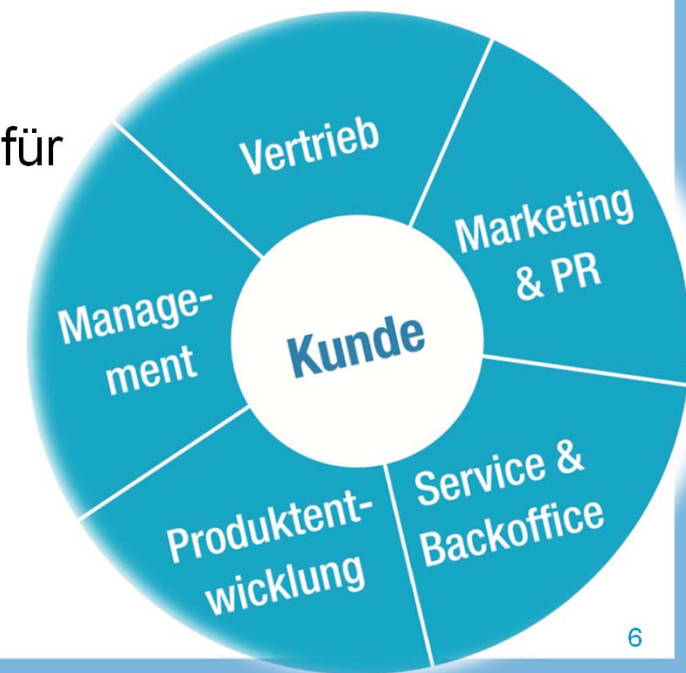 für
Vertrieb
Marketing
& PR
Manage-
ment
Kunde
Service &
Backoffice
Produktent-
wicklung
6